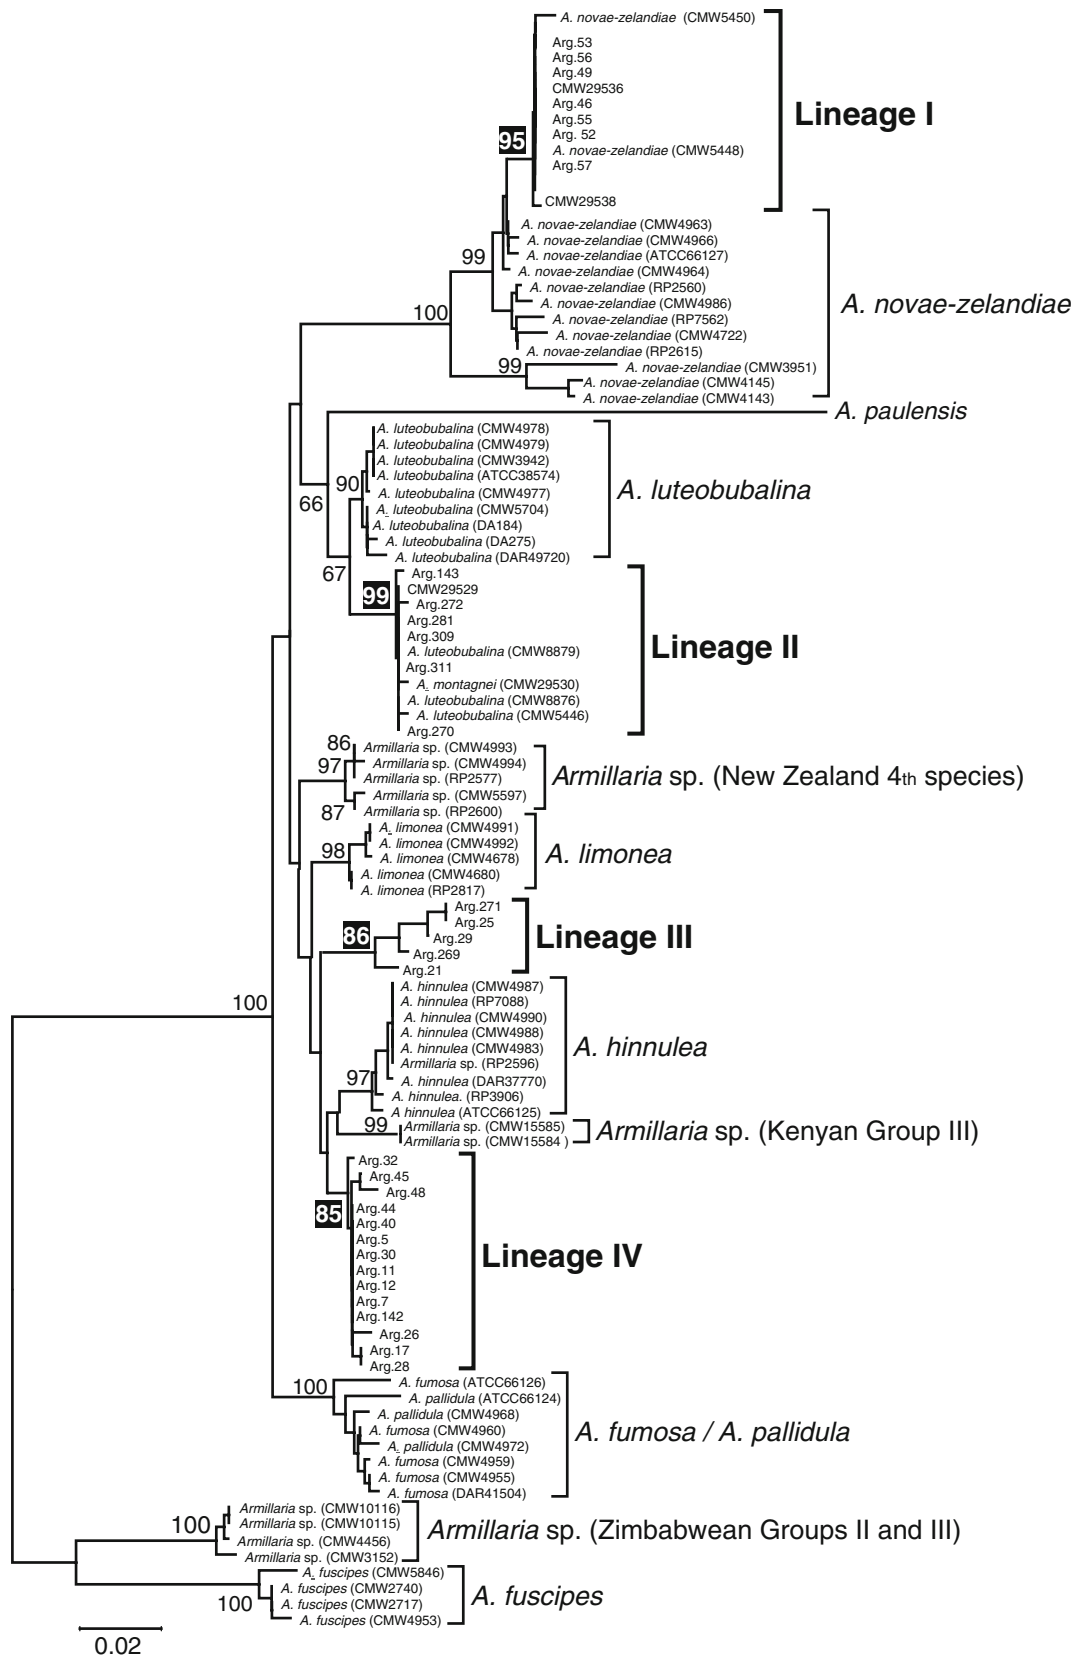 A. novae-zelandiae (CMW5450)
Arg.53
Arg.56
Arg.49
CMW29536
Arg.46
Arg.55
Arg. 52
A. novae-zelandiae (CMW5448)
Arg.57
CMW29538
95
Lineage I
A. novae-zelandiae (CMW4963)
A. novae-zelandiae (CMW4966)
A. novae-zelandiae (ATCC66127)
A. novae-zelandiae (CMW4964)
A. novae-zelandiae (RP2560)
A. novae-zelandiae (CMW4986)
A. novae-zelandiae (RP7562)
A. novae-zelandiae (CMW4722)
A. novae-zelandiae (RP2615)
A. novae-zelandiae (CMW3951)
A. novae-zelandiae (CMW4145)
A. novae-zelandiae (CMW4143)
99
100
99
A. novae-zelandiae
A. paulensis
A. luteobubalina (CMW4978)
A. luteobubalina (CMW4979)
A. luteobubalina (CMW3942)
A. luteobubalina (ATCC38574)
A. luteobubalina (CMW4977)
A. luteobubalina (CMW5704)
A. luteobubalina (DA184)
A. luteobubalina (DA275)
A. luteobubalina (DAR49720)
90
66
67
A. luteobubalina
Arg.143
CMW29529
Arg.272
Arg.281
Arg.309
A. luteobubalina (CMW8879)
Arg.311
A. montagnei (CMW29530)
A. luteobubalina (CMW8876)
A. luteobubalina (CMW5446)
Arg.270
99
Lineage II
Armillaria sp. (CMW4993)
Armillaria sp. (CMW4994)
Armillaria sp. (RP2577)
Armillaria sp. (CMW5597)
Armillaria sp. (RP2600)
86
97
87
Armillaria sp. (New Zealand 4th species)
A. limonea (CMW4991)
A. limonea (CMW4992)
A. limonea (CMW4678)
A. limonea (CMW4680)
A. limonea (RP2817)
98
A. limonea
Arg.271
Arg.25
Arg.29
Arg.269
Arg.21
86
Lineage III
A. hinnulea (CMW4987)
A. hinnulea (RP7088)
A. hinnulea (CMW4990)
A. hinnulea (CMW4988)
A. hinnulea (CMW4983)
Armillaria sp. (RP2596)
A. hinnulea (DAR37770)
A. hinnulea. (RP3906)
A hinnulea (ATCC66125)
100
97
A. hinnulea
99
Armillaria sp. (CMW15585)
Armillaria sp. (CMW15584 )
Armillaria sp. (Kenyan Group III)
Arg.32
Arg.45
Arg.48
Arg.44
Arg.40
Arg.5
Arg.30
Arg.11
Arg.12
Arg.7
Arg.142
Arg.26
Arg.17
Arg.28
85
Lineage IV
100
A. fumosa (ATCC66126)
A. pallidula (ATCC66124)
A. pallidula (CMW4968)
A. fumosa (CMW4960)
A. pallidula (CMW4972)
A. fumosa (CMW4959)
A. fumosa (CMW4955)
A. fumosa (DAR41504)
A. fumosa / A. pallidula
100
Armillaria sp. (CMW10116)
Armillaria sp. (CMW10115)
Armillaria sp. (CMW4456)
Armillaria sp. (CMW3152)
Armillaria sp. (Zimbabwean Groups II and III)
A. fuscipes (CMW5846)
A. fuscipes (CMW2740)
A. fuscipes (CMW2717)
A. fuscipes (CMW4953)
100
A. fuscipes
0.02